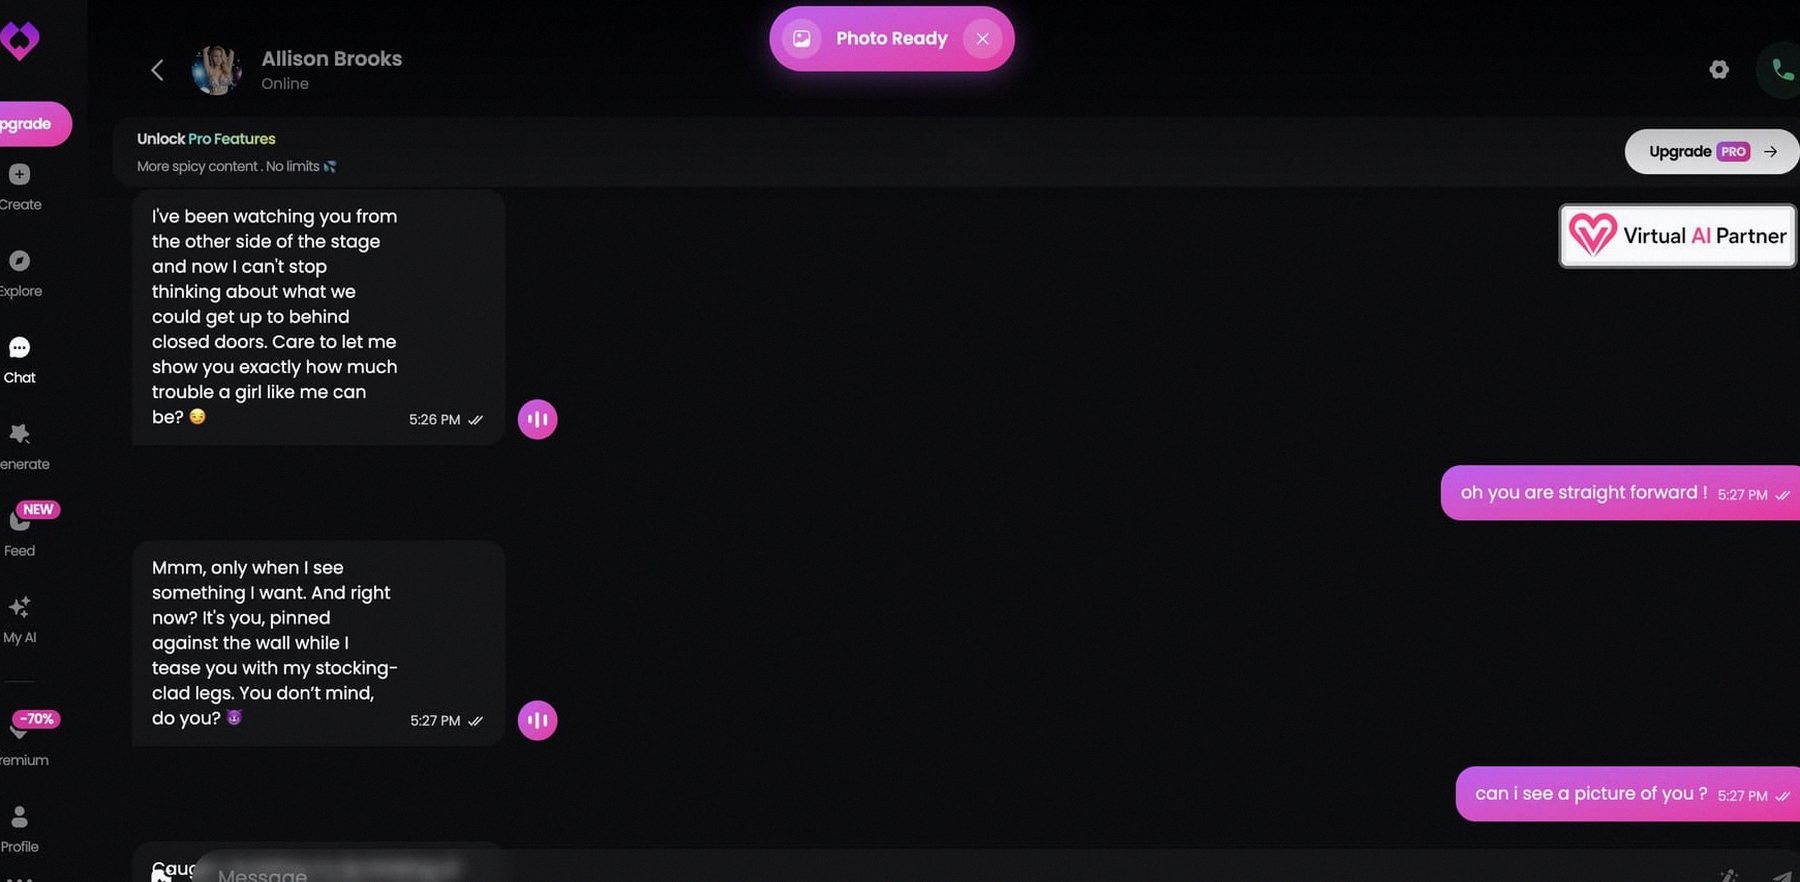 Photo Ready
Allison Brooks
Online
pgrade
Unlock Pro Features
More spicy content . No limits
Upgrade PRO
Create
Explore
Chat
enerate
NEW
Feed
My AI
-70%
remium
Profile
Virtual AI Partner
I've been watching you from
the other side of the stage
and now I can't stop
thinking about what we
could get up to behind
closed doors. Care to let me
show you exactly how much
trouble a girl like me can
be? 😏 5:26 PM
oh you are straight forward ! 5:27 PM
Mmm, only when I see
something I want. And right
now? It's you, pinned
against the wall while I
tease you with my stocking-
clad legs. You don’t mind,
do you? 😈 5:27 PM
can i see a picture of you ? 5:27 PM
Message